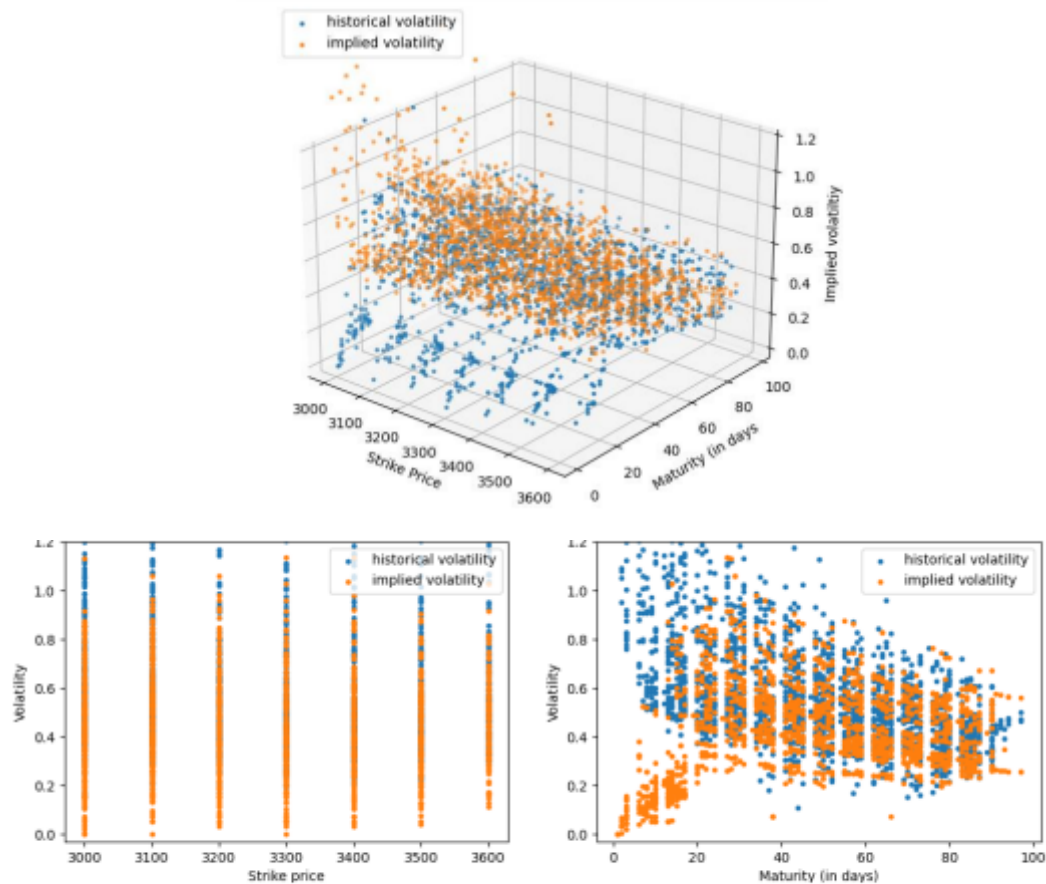 historical volatility
implied volatility
1.2
1.0
0.8
0.6
0.4
0.2
0.0
Implied volatiltiy
100
80
60
40
20
0
Maturity (in days
3000
3100
3200
3300
3400
3500
3600
Strike Price
1.2
1.0
0.8
0.6
0.4
0.2
0.0
Volatility
historical volatility
implied volatility
3000 3100 3200 3300 3400 3500 3600
Strike price
1.2
1.0
0.8
0.6
0.4
0.2
0.0
Volatility
historical volatility
implied volatility
0 20 40 60 80 100
Maturity (in days)